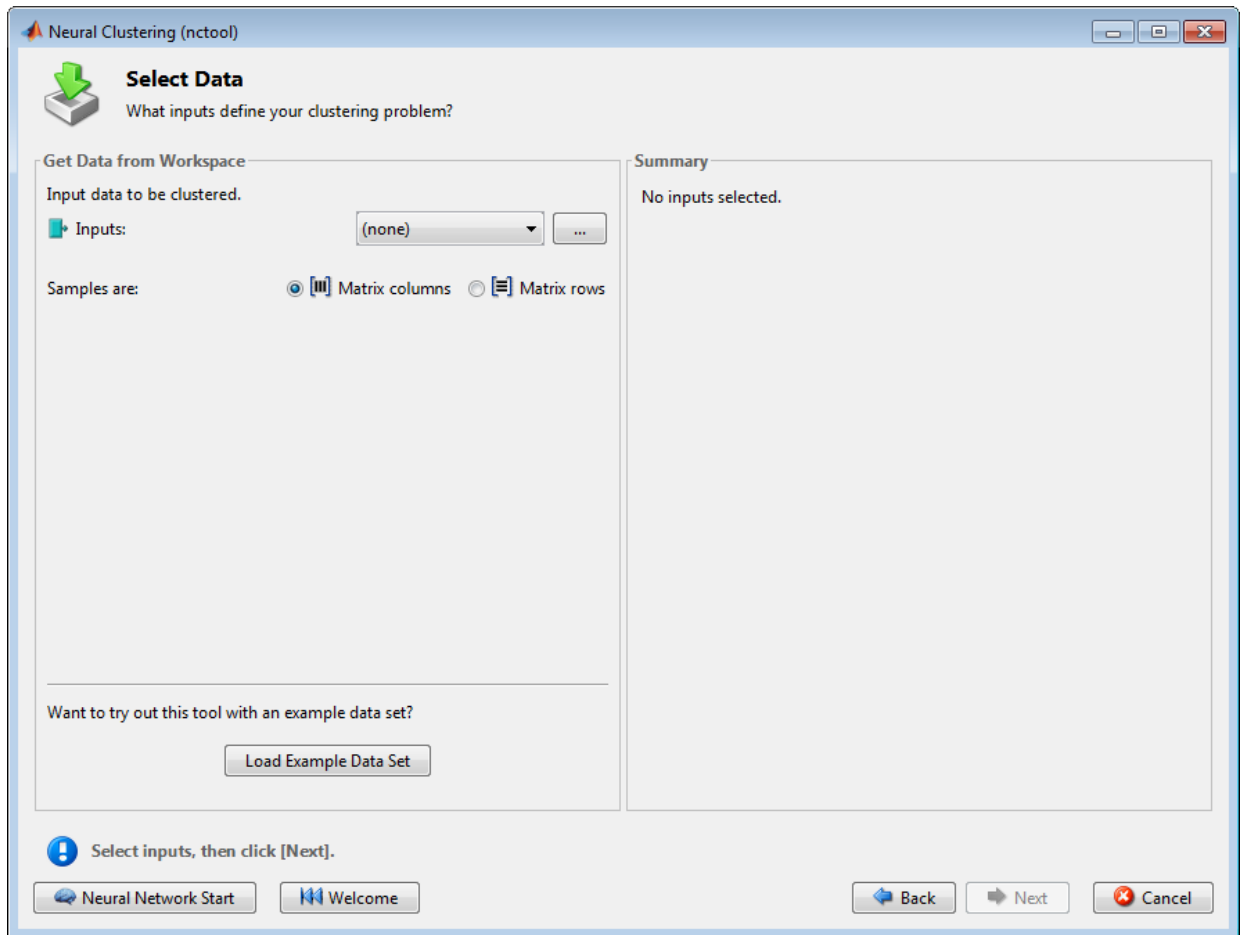 Neural Clustering (nctool)
Select Data
What inputs define your clustering problem?
Get Data from Workspace
Input data to be clustered.
Inputs:
(none)
...
Samples are:
Matrix columns
Matrix rows
Want to try out this tool with an example data set?
Load Example Data Set
Summary
No inputs selected.
Select inputs, then click [Next].
Neural Network Start
Welcome
Back
Next
Cancel